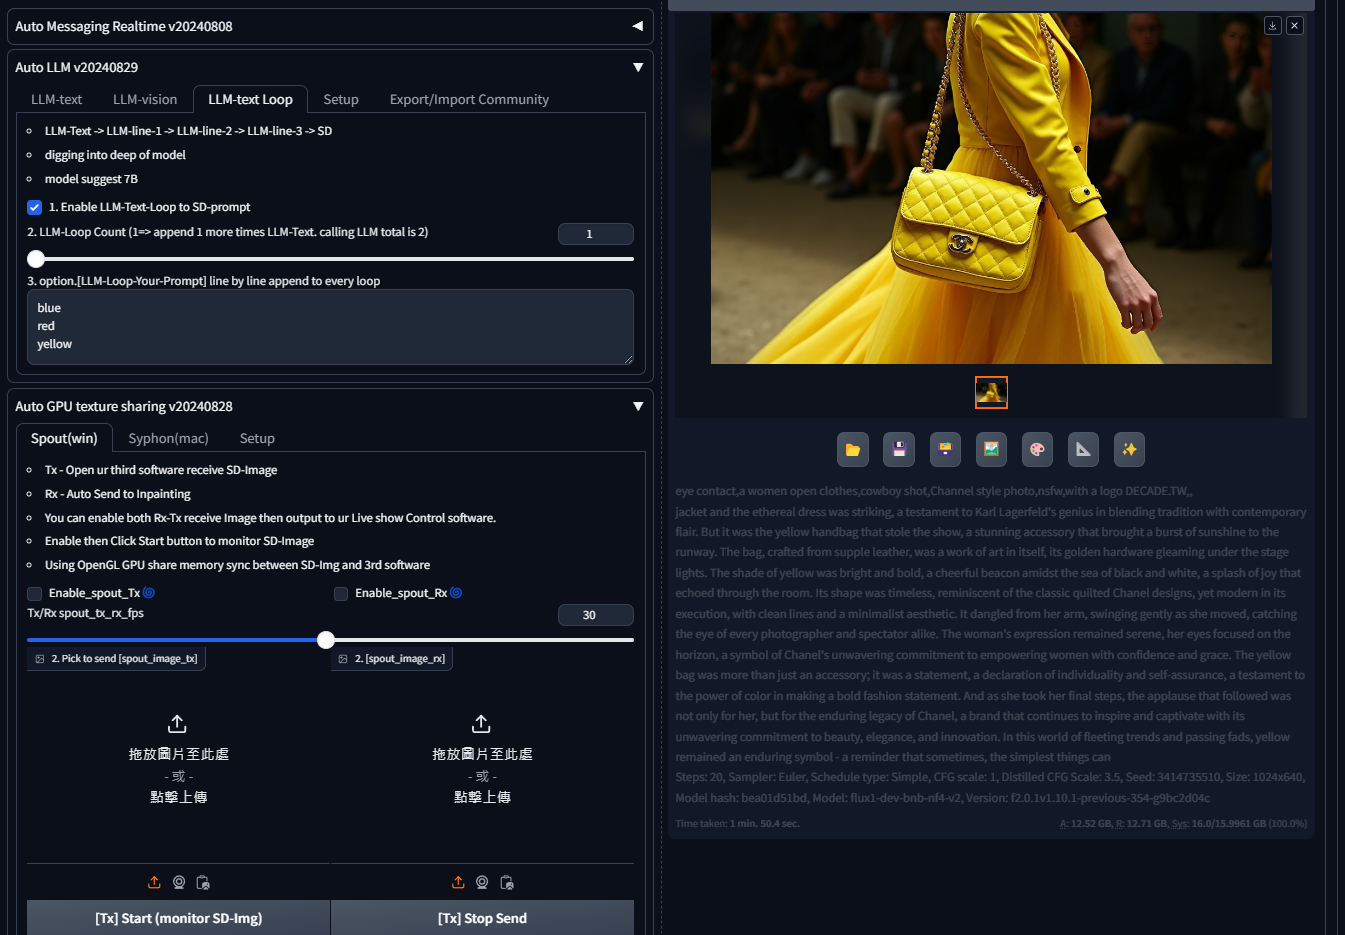 Auto Messaging Realtime v20240808
Auto LLM v20240829
LLM-text
LLM-vision
LLM-text Loop
Setup
Export/Import Community
LLM-Text -> LLM-line-1 -> LLM-line-2 -> LLM-line-3 -> SD
digging into deep of model
model suggest 7B
1. Enable LLM-Text-Loop to SD-prompt
2. LLM-Loop Count (1=> append 1 more times LLM-Text. calling LLM total is 2)
1
3. option.[LLM-Loop-Your-Prompt] line by line append to every loop
blue
red
yellow
Auto GPU texture sharing v20240828
Spout(win)
Syphon(mac)
Setup
Tx - Open ur third software receive SD-Image
Rx - Auto Send to Inpainting
You can enable both Rx-Tx receive Image then output to ur Live show Control software.
Enable then Click Start button to monitor SD-Image
Using OpenGL GPU share memory sync between SD-Img and 3rd software
Enable_spout_Tx🌀
Enable_spout_Rx🌀
Tx/Rx spout_tx_rx_fps
30
2. Pick to send [spout_image_tx]
2. [spout_image_rx]
拖放圖片至此處
- 或 -
點擊上傳
拖放圖片至此處
- 或 -
點擊上傳
[Tx] Start (monitor SD-Img)
[Tx] Stop Send
eye contact,a women open clothes,cowboy shot,Channel style photo,nsfw,with a logo DECADE.TW,,
jacket and the ethereal dress was striking, a testament to Karl Lagerfeld's genius in blending tradition with contemporary
flair. But it was the yellow handbag that stole the show, a stunning accessory that brought a burst of sunshine to the
runway. The bag, crafted from supple leather, was a work of art in itself, its golden hardware gleaming under the stage
lights. The shade of yellow was bright and bold, a cheerful beacon amidst the sea of black and white, a splash of joy that
echoed through the room. Its shape was timeless, reminiscent of the classic quilted Chanel designs, yet modern in its
execution, with clean lines and a minimalist aesthetic. It dangled from her arm, swinging gently as she moved, catching
the eye of every photographer and spectator alike. The woman's expression remained serene, her eyes focused on the
horizon, a symbol of Chanel's unwavering commitment to empowering women with confidence and grace. The yellow
bag was more than just an accessory; it was a statement, a declaration of individuality and self-assurance, a testament to
the power of color in making a bold fashion statement. And as she took her final steps, the applause that followed was
not only for her, but for the enduring legacy of Chanel, a brand that continues to inspire and captivate with its
unwavering commitment to beauty, elegance, and innovation. In this world of fleeting trends and passing fads, yellow
remained an enduring symbol - a reminder that sometimes, the simplest things can
Steps: 20, Sampler: Euler, Schedule type: Simple, CFG scale: 1, Distilled CFG Scale: 3.5, Seed: 3414735510, Size: 1024x640,
Model hash: bea01d51bd, Model: flux1-dev-bnb-nf4-v2, Version: f2.0.1v1.10.1-previous-354-g9bc2d04c
Time taken: 1 min. 50.4 sec.
A: 12.52 GB, R: 12.71 GB, Sys: 16.0/15.9961 GB (100.0%)